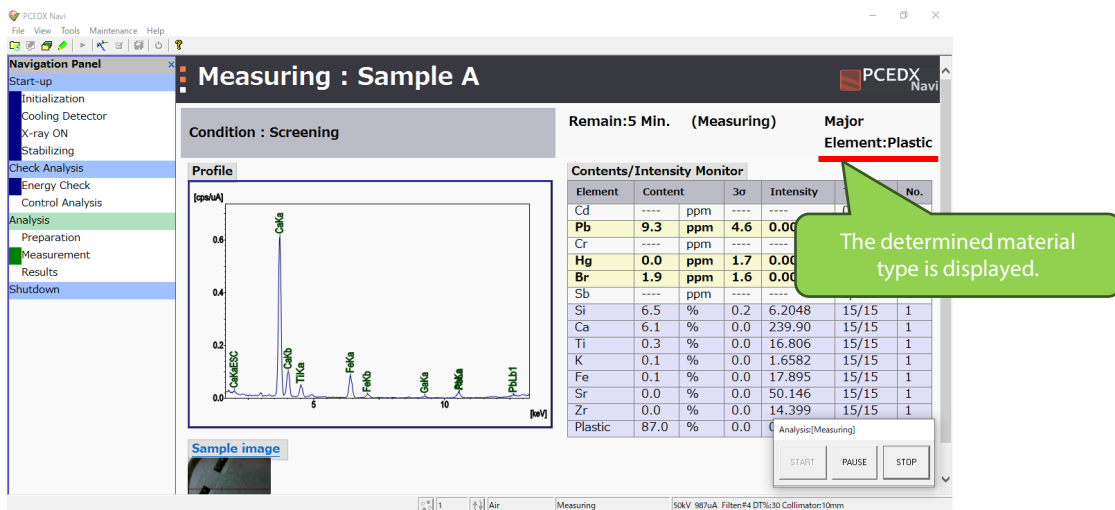 PCEDX Navi
File View Tools Maintenance Help
Navigation Panel ×
Start-up
Initialization
Cooling Detector
X-ray ON
Stabilizing
Check Analysis
Energy Check
Control Analysis
Analysis
Preparation
Measurement
Results
Shutdown
Measuring : Sample A
PCEDX
Navi
Condition : Screening
Remain:5 Min. (Measuring)
Major
Element:Plastic
Profile
[cps/uA]
0.6
0.4
0.2
0.0
5
10
[keV]
CaKaESC
CaKa
CaKb
TiKa
FeKa
FeKb
GaKa
PbLb1
Contents/Intensity Monitor
Element Content 3σ Intensity No.
Cd ---- ppm ---- ----
Pb 9.3 ppm 4.6 0.00
Cr ---- ppm ---- ----
Hg 0.0 ppm 1.7 0.00
Br 1.9 ppm 1.6 0.00
Sb ---- ppm ---- ----
Si 6.5 % 0.2 6.2048 15/15 1
Ca 6.1 % 0.0 239.90 15/15 1
Ti 0.3 % 0.0 16.806 15/15 1
K 0.1 % 0.0 1.6582 15/15 1
Fe 0.1 % 0.0 17.895 15/15 1
Sr 0.0 % 0.0 50.146 15/15 1
Zr 0.0 % 0.0 14.399 15/15 1
Plastic 87.0 % 0.0
The determined material
type is displayed.
Analysis:[Measuring]
START PAUSE STOP
Sample image
1 Air Measuring 50kV 987uA Filter:#4 DT%:30 Collimator:10mm